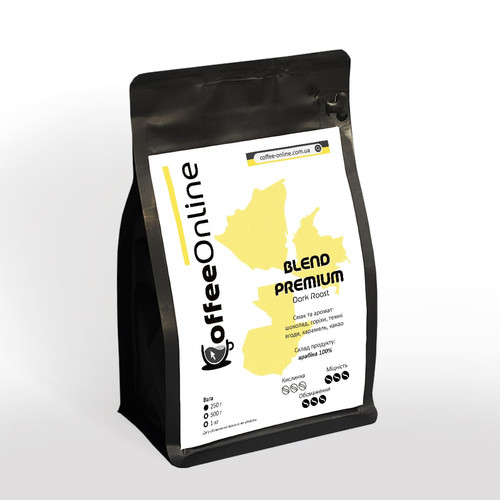 coffee-online.com.ua
KoffeeOnline
BLEND
PREMIUM
Dark Roast
Смак та аромат:
шоколад, горіхи, темні
ягоди, карамель, какао
Склад продукту:
арабіка 100%
Кислинка
Міцність
Обсмаження
Вага
250 г
500 г
1 кг